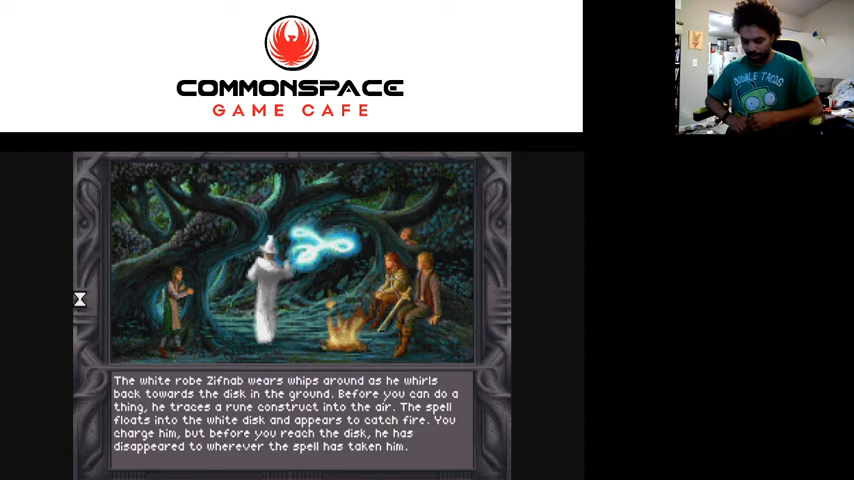 COMMONSPACE
GAME CAFE
DOUBLE TACOS
The white robe Zifnab wears whips around as he whirls
back towards the disk in the ground. Before you can do a
thing, he traces a rune construct into the air. The spell
floats into the white disk and appears to catch fire. You
charge him, but before you reach the disk, he has
disappeared to wherever the spell has taken him.